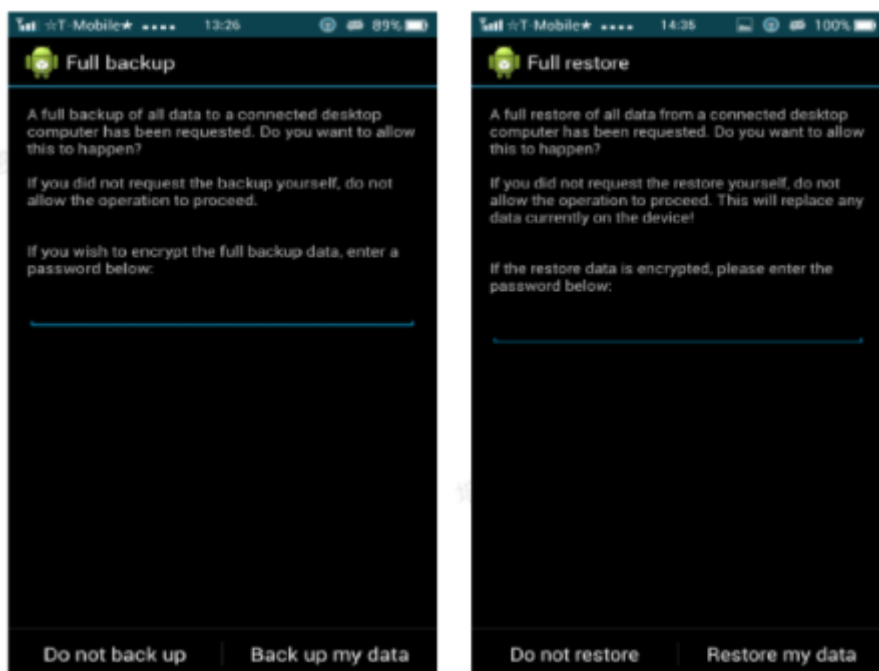 ☆T-Mobile★ 13:26 89%
Full backup
A full backup of all data to a connected desktop
computer has been requested. Do you want to allow
this to happen?
If you did not request the backup yourself, do not
allow the operation to proceed.
If you wish to encrypt the full backup data, enter a
password below:
Do not back up Back up my data
☆T-Mobile★ 14:35 100%
Full restore
A full restore of all data from a connected desktop
computer has been requested. Do you want to allow
this to happen?
If you did not request the restore yourself, do not
allow the operation to proceed. This will replace any
data currently on the device!
If the restore data is encrypted, please enter the
password below:
Do not restore Restore my data